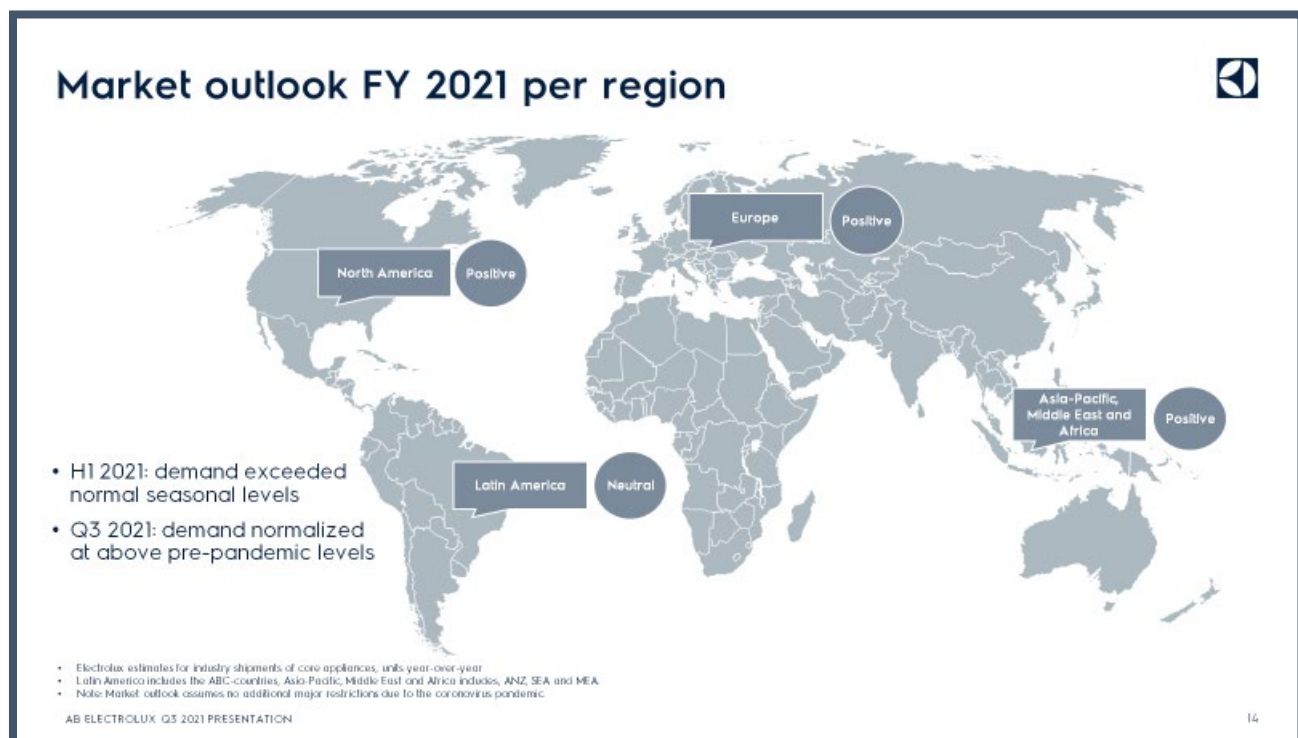 Market outlook FY 2021 per region
Europe
Positive
North America
Positive
Asia-Pacific,
Middle East and
Africa
Positive
Latin America
Neutral
• H1 2021: demand exceeded
normal seasonal levels
• Q3 2021: demand normalized
at above pre-pandemic levels
• Electrolux estimates for industry shipments of core appliances, units year-over-year
• Latin America includes the ABC-countries, Asia-Pacific, Middle East and Africa includes, ANZ, SEA and MEA.
• Note: Market outlook assumes no additional major restrictions due to the coronavirus pandemic.
AB ELECTROLUX Q3 2021 PRESENTATION
14